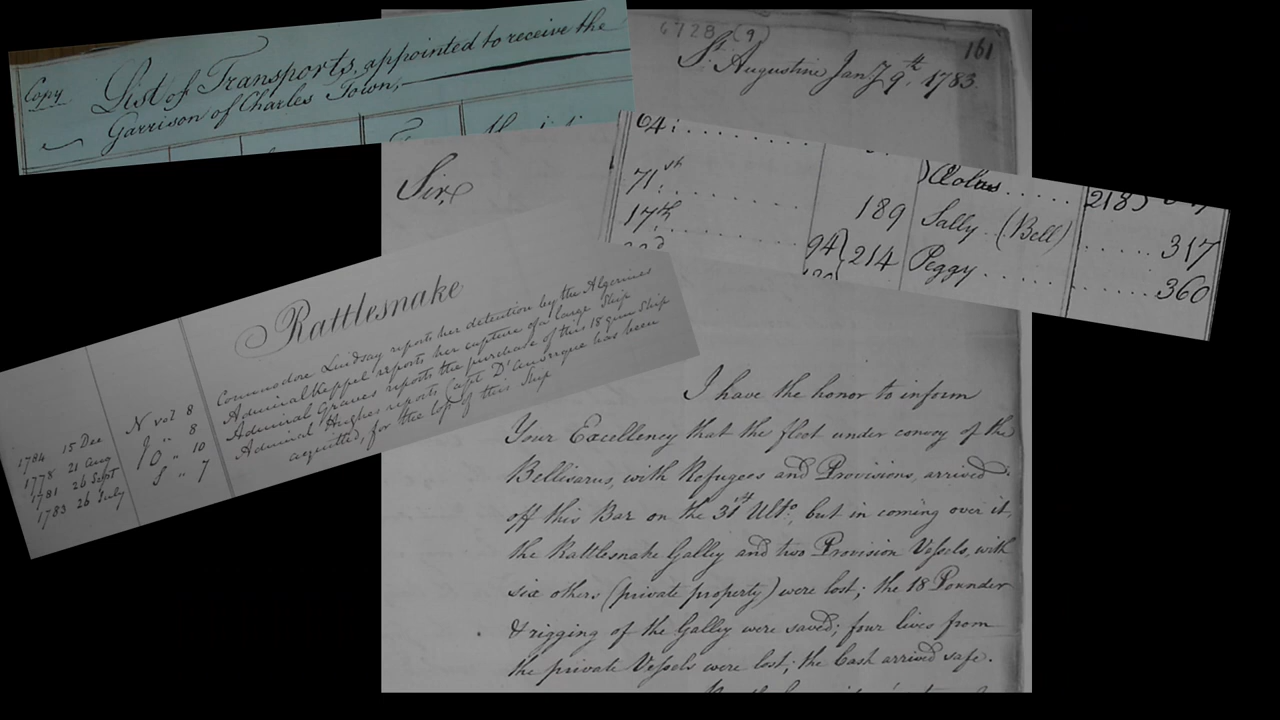 Copy
List of Transports, appointed to receive the
Garrison of Charles Town,
6728 (9)
161
St. Augustine Jany 9th. 1783
Sir,
64:
71st
17th
189
94} 214
Æolus 218
Sally (Bell) 317
Peggy 360
Rattlesnake
1784 15 Dec N vol 8 Commodore Lindsay reports her detention by the Algerines
1778 21 Aug " 8 Admiral Keppel reports her capture of a large Ship
1781 26 Sept O " 10 Admiral Graves reports the purchase of this 18 gun Ship
1783 26 July S " 7 Admiral Hughes reports Capt D'Auvergne has been
acquitted, for the loss of this Ship
I have the honor to inform
Your Excellency that the fleet under convoy of the
Bellisarus, with Refugees and Provisions, arrived
off this Bar on the 31st Ulto, but in coming over it,
the Rattlesnake Galley and two Provision Vessels, with
six others (private property) were lost; the 18 Pounder
& rigging of the Galley were saved; four lives from
the private Vessels were lost; the Cash arrived safe.